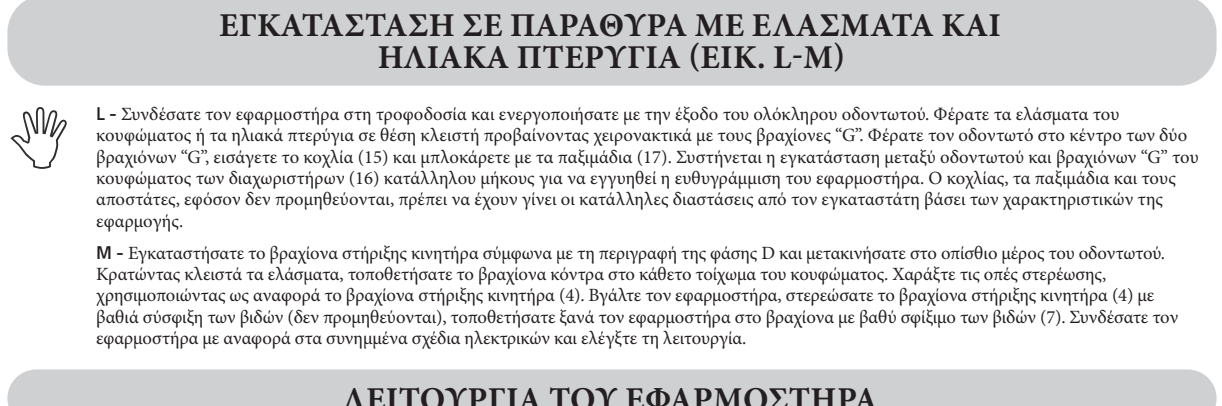 ΕΓΚΑΤΑΣΤΑΣΗ ΣΕ ΠΑΡΑΘΥΡΑ ΜΕ ΕΛΑΣΜΑΤΑ ΚΑΙ
ΗΛΙΑΚΑ ΠΤΕΡΥΓΙΑ (ΕΙΚ. L-M)
L - Συνδέσατε τον εφαρμοστήρα στη τροφοδοσία και ενεργοποιήσατε με την έξοδο του ολόκληρου οδοντωτού. Φέρατε τα ελάσματα του
κουφώματος ή τα ηλιακά πτερύγια σε θέση κλειστή προβαίνοντας χειρονακτικά με τους βραχίονες “G”. Φέρατε τον οδοντωτό στο κέντρο των δύο
βραχιόνων “G”, εισάγετε το κοχλία (15) και μπλοκάρετε με τα παξιμάδια (17). Συστήνεται η εγκατάσταση μεταξύ οδοντωτού και βραχιόνων “G” του
κουφώματος των διαχωριστήρων (16) κατάλληλου μήκους για να εγγυηθεί η ευθυγράμμιση του εφαρμοστήρα. Ο κοχλίας, τα παξιμάδια και τους
αποστάτες, εφόσον δεν προμηθεύονται, πρέπει να έχουν γίνει οι κατάλληλες διαστάσεις από τον εγκαταστάτη βάσει των χαρακτηριστικών της
εφαρμογής.
M - Εγκαταστήσατε το βραχίονα στήριξης κινητήρα σύμφωνα με τη περιγραφή της φάσης D και μετακινήσατε στο οπίσθιο μέρος του οδοντωτού.
Κρατώντας κλειστά τα ελάσματα, τοποθετήσατε το βραχίονα κόντρα στο κάθετο τοίχωμα του κουφώματος. Χαράξτε τις οπές στερέωσης,
χρησιμοποιώντας ως αναφορά το βραχίονα στήριξης κινητήρα (4). Βγάλτε τον εφαρμοστήρα, στερεώσατε το βραχίονα στήριξης κινητήρα (4) με
βαθιά σύσφιξη των βιδών (δεν προμηθεύονται), τοποθετήσατε ξανά τον εφαρμοστήρα στο βραχίονα με βαθύ σφίξιμο των βιδών (7). Συνδέσατε τον
εφαρμοστήρα με αναφορά στα συνημμένα σχέδια ηλεκτρικών και ελέγξτε τη λειτουργία.
ΛΕΙΤΟΥΡΓΙΑ ΤΟΥ ΕΦΑΡΜΟΣΤΗΡΑ